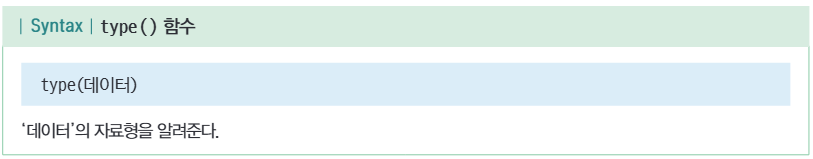 | Syntax | type() 함수
type(데이터)
‘데이터’의 자료형을 알려준다.